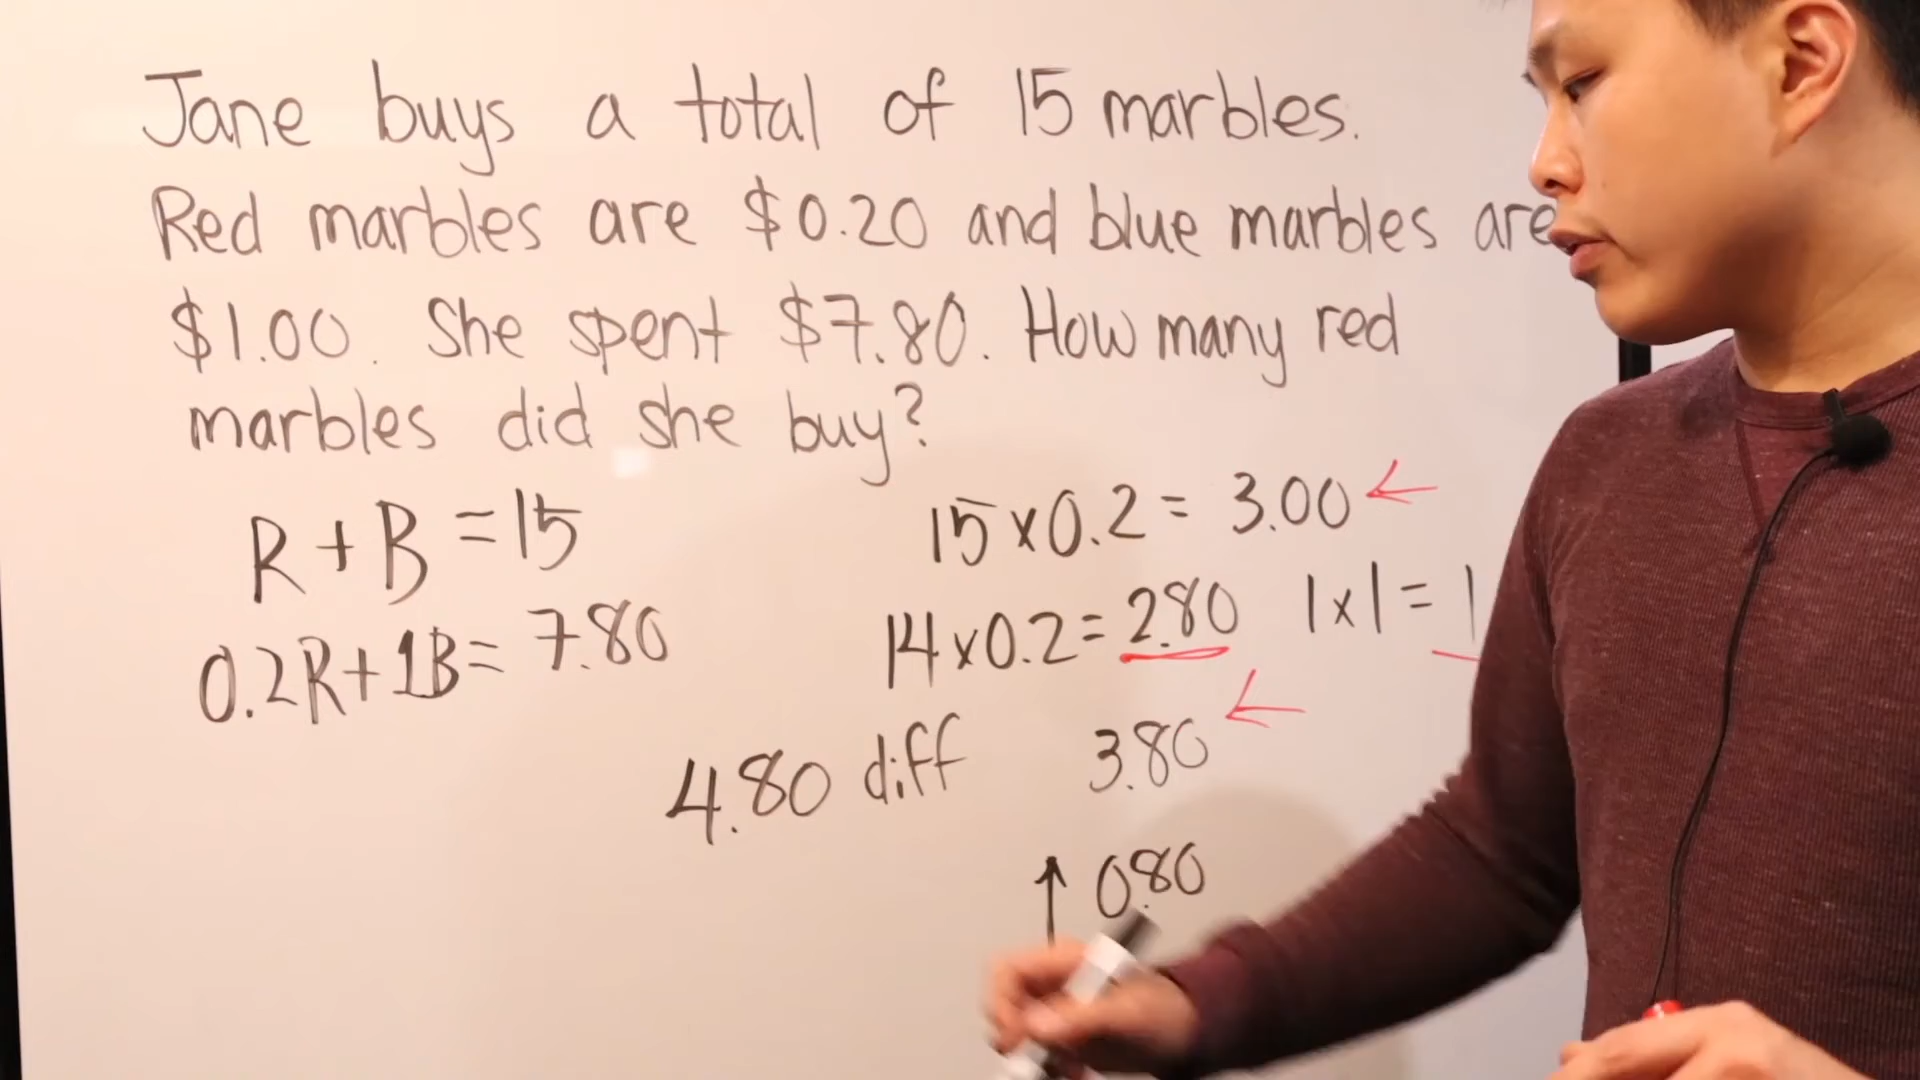 Jane buys a total of 15 marbles.
Red marbles are $0.20 and blue marbles are
$1.00. She spent $7.80. How many red
marbles did she buy?
R + B = 15
0.2R+1B= 7.80
15 x 0.2 = 3.00 ←
14 x 0.2 = 2.80 1 x 1 = 1
4.80 diff
3.80 ←
↑ 0.80